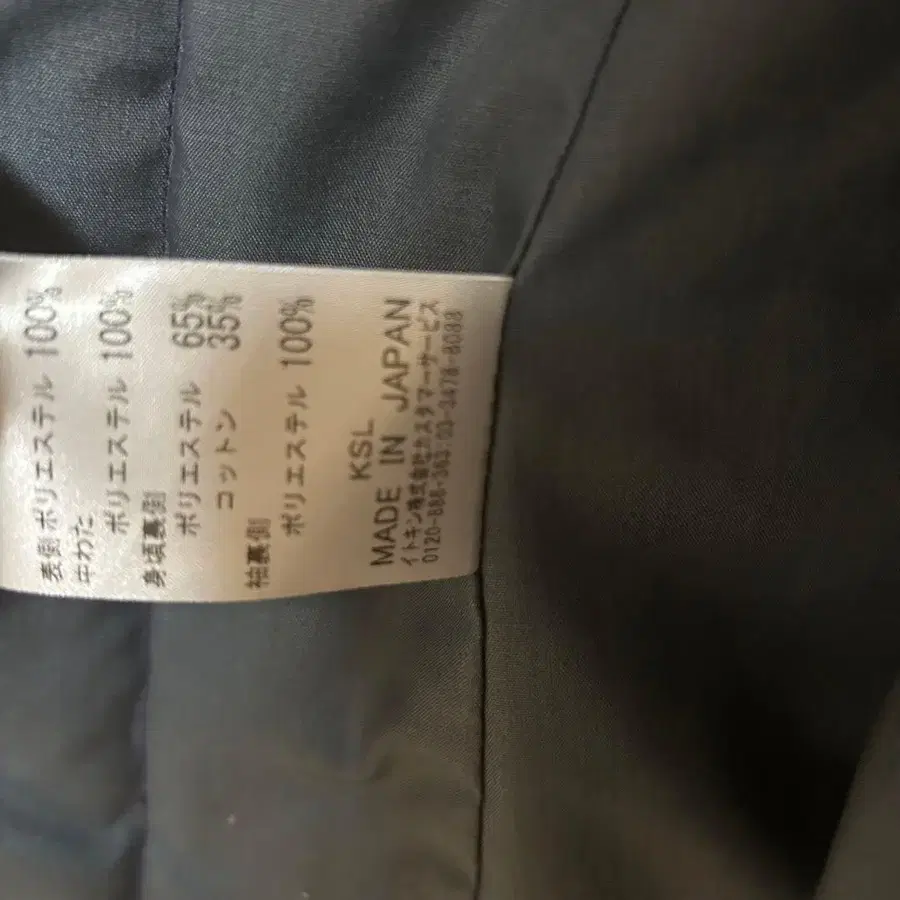 表側 ポリエステル 100%
中わた
ポリエステル 100%
身頃裏側
ポリエステル 65%
コットン 35%
袖裏側
ポリエステル 100%
KSL
MADE IN JAPAN
イトキン株式会社カスタマーサービス
0120-888-363:03-3478-8088